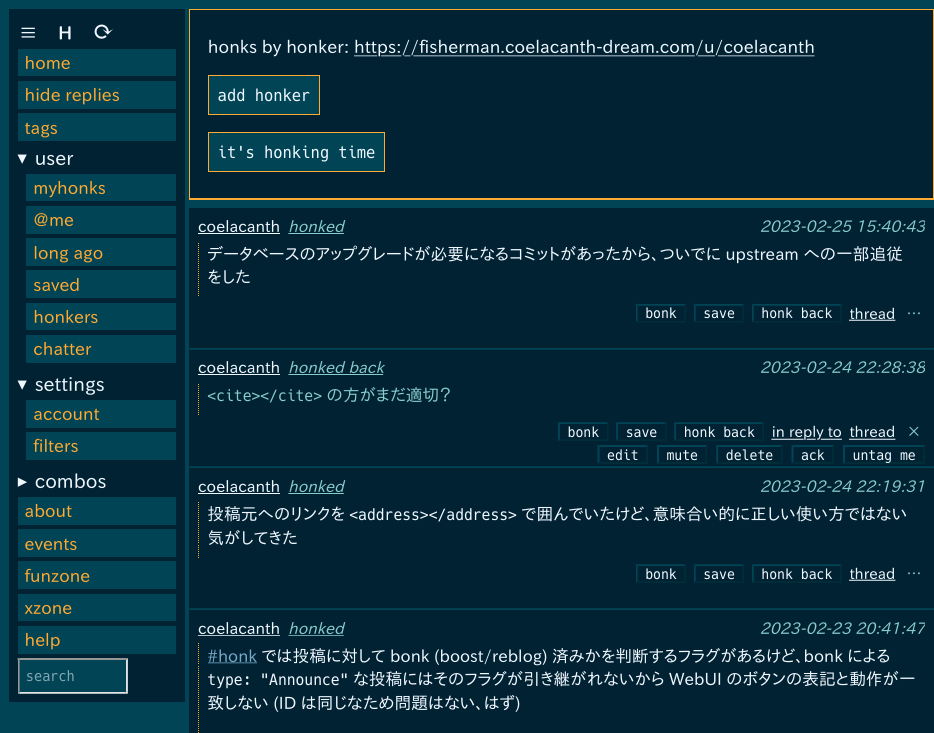 ☰ H ⟳
home
hide replies
tags
▼ user
myhonks
@me
long ago
saved
honkers
chatter
▼ settings
account
filters
▶ combos
about
events
funzone
xzone
help
search
honks by honker: https://fisherman.coelacanth-dream.com/u/coelacanth
add honker
it's honking time
coelacanth honked 2023-02-25 15:40:43
データベースのアップグレードが必要になるコミットがあったから、ついでに upstream への一部追従
をした
bonk save honk back thread ···
coelacanth honked back 2023-02-24 22:28:38
<cite></cite> の方がまだ適切?
bonk save honk back in reply to thread ×
edit mute delete ack untag me
coelacanth honked 2023-02-24 22:19:31
投稿元へのリンクを <address></address> で囲んでいたけど、意味合い的に正しい使い方ではない
気がしてきた
bonk save honk back thread ···
coelacanth honked 2023-02-23 20:41:47
#honk では投稿に対して bonk (boost/reblog) 済みかを判断するフラグがあるけど、bonk による
type: "Announce" な投稿にはそのフラグが引き継がれないから WebUI のボタンの表記と動作が一
致しない (ID は同じなため問題はない、はず)